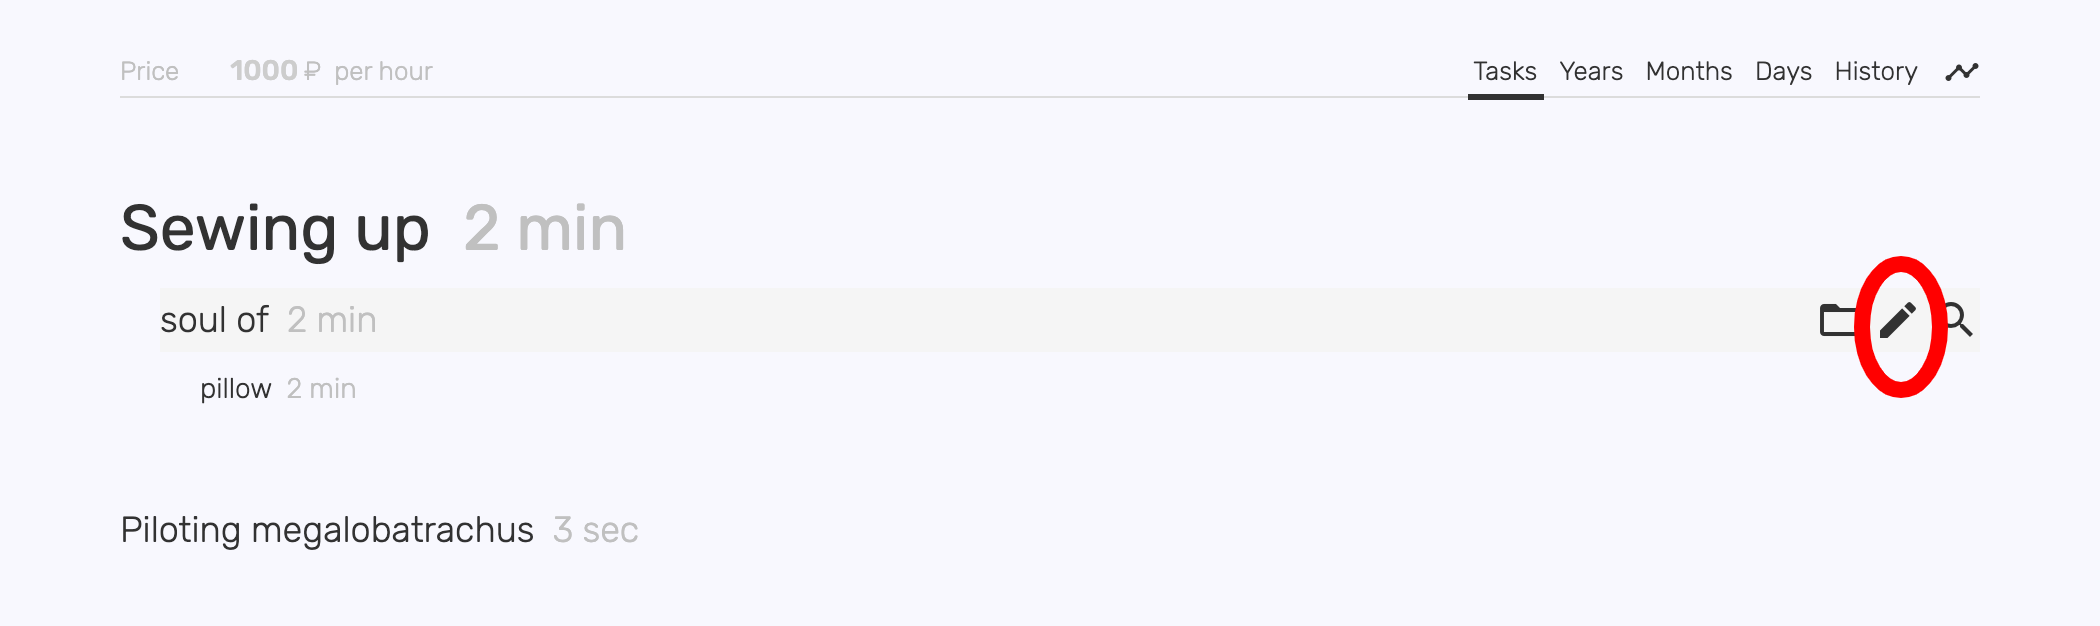 Price 1000 ₽ per hour Tasks Years Months Days History
Sewing up 2 min
soul of 2 min
pillow 2 min
Piloting megalobatrachus 3 sec